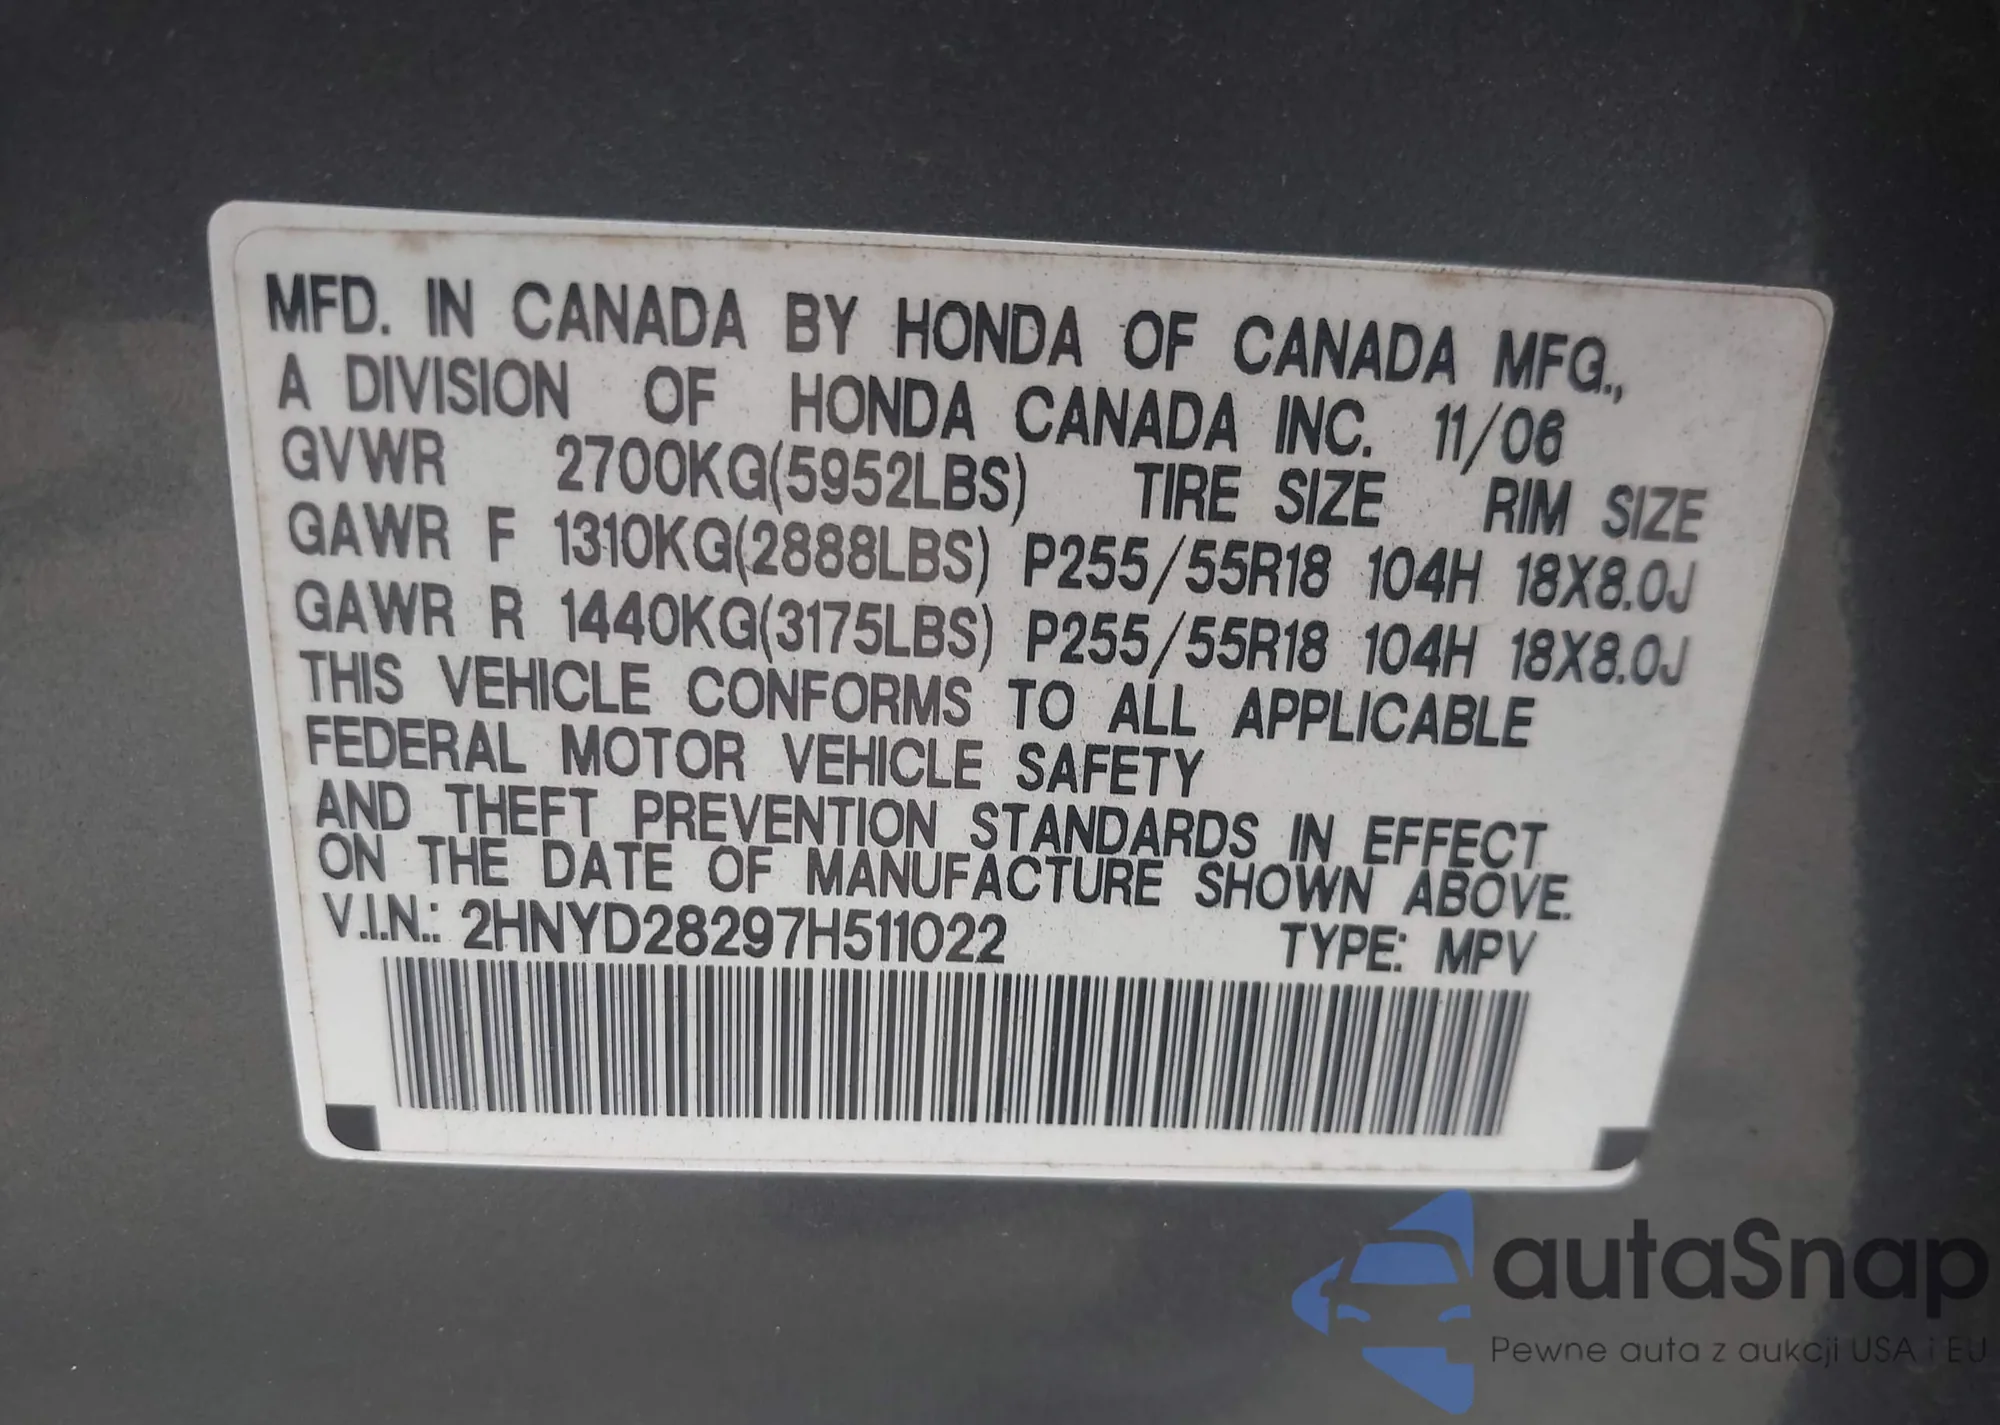 MFD. IN CANADA BY HONDA OF CANADA MFG.,
A DIVISION OF HONDA CANADA INC. 11/06
GVWR 2700KG(5952LBS) TIRE SIZE RIM SIZE
GAWR F 1310KG(2888LBS) P255/55R18 104H 18X8.0J
GAWR R 1440KG(3175LBS) P255/55R18 104H 18X8.0J
THIS VEHICLE CONFORMS TO ALL APPLICABLE
FEDERAL MOTOR VEHICLE SAFETY
AND THEFT PREVENTION STANDARDS IN EFFECT
ON THE DATE OF MANUFACTURE SHOWN ABOVE.
V.I.N.: 2HNYD28297H511022 TYPE: MPV
autaSnap
Pewne auta z aukcji USA i EU